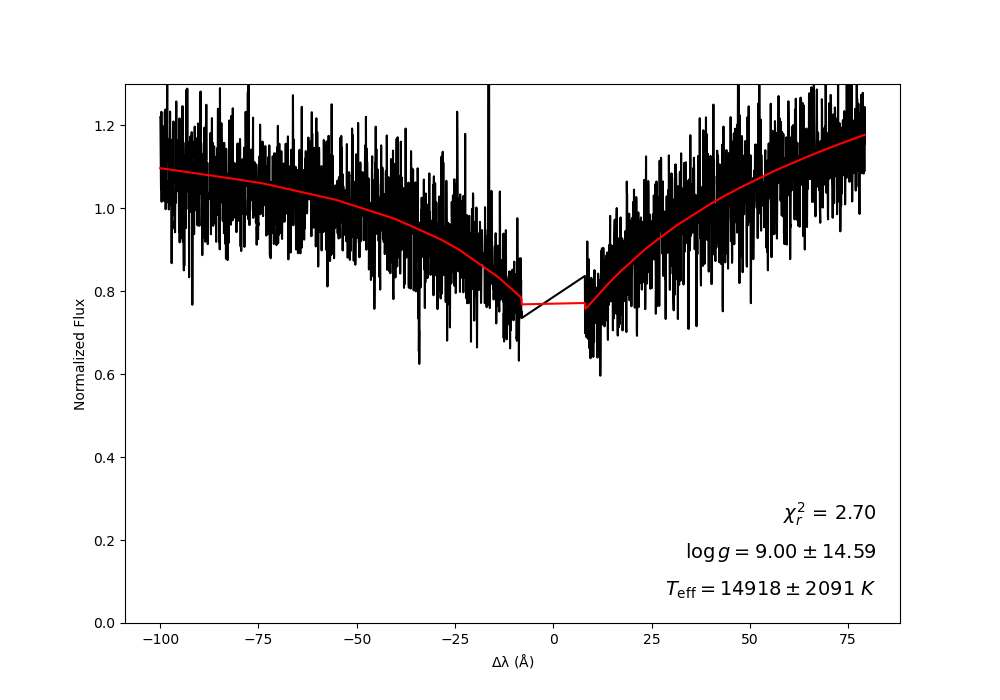 1.2
1.0
0.8
0.6
0.4
0.2
0.0
Normalized Flux
χ²ᵣ = 2.70
log g = 9.00 ± 14.59
T_eff = 14918 ± 2091 K
−100 −75 −50 −25 0 25 50 75
Δλ (Å)